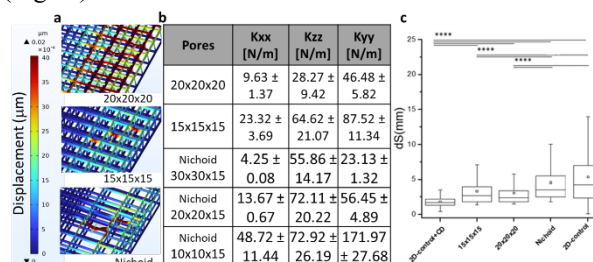 a
b
c
μm
▲ 0.02
×10⁻⁴
40
35
30
25
20
15
10
5
0
▼ 0
Displacement (μm)
20x20x20
15x15x15
Nichoid
Pores Kxx [N/m] Kzz [N/m] Kyy [N/m]
20x20x20 9.63 ± 1.37 28.27 ± 9.42 46.48 ± 5.82
15x15x15 23.32 ± 3.69 64.62 ± 21.07 87.52 ± 11.34
Nichoid 30x30x15 4.25 ± 0.08 55.86 ± 14.17 23.13 ± 1.32
Nichoid 20x20x15 13.67 ± 0.67 72.11 ± 20.22 56.45 ± 4.89
Nichoid 10x10x15 48.72 ± 11.44 72.92 ± 26.19 171.97 ± 27.68
****
****
****
25
20
15
10
5
0
dS(mm)
2D-control+CD
15x15x15
20x20x20
Nichoid
2D-control